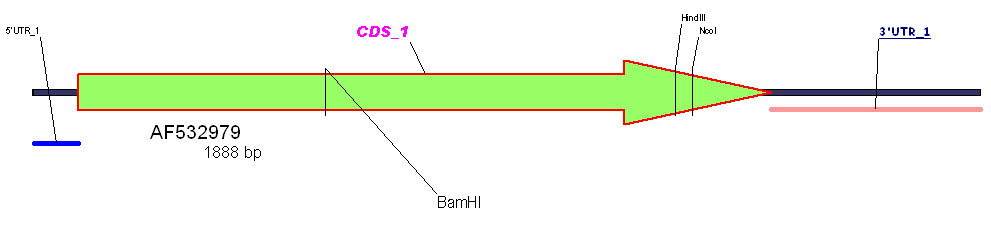 HindIII
5'UTR_1
CDS_1
NcoI
3'UTR_1
AF532979
1888 bp
BamHI